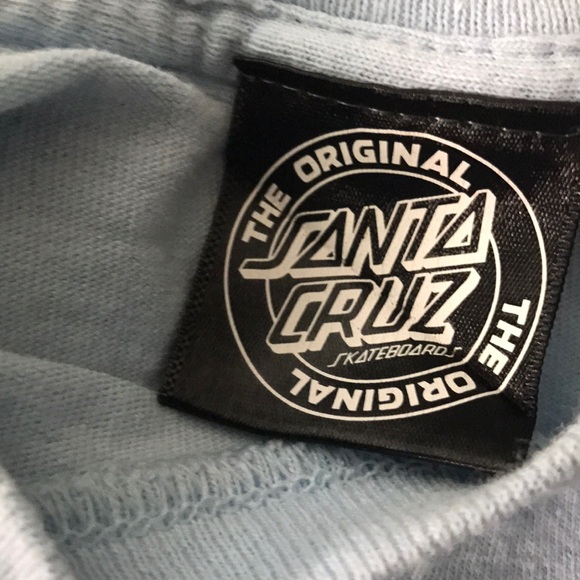 THE ORIGINAL
SANTA
CRUZ
SKATEBOARDS
THE ORIGINAL